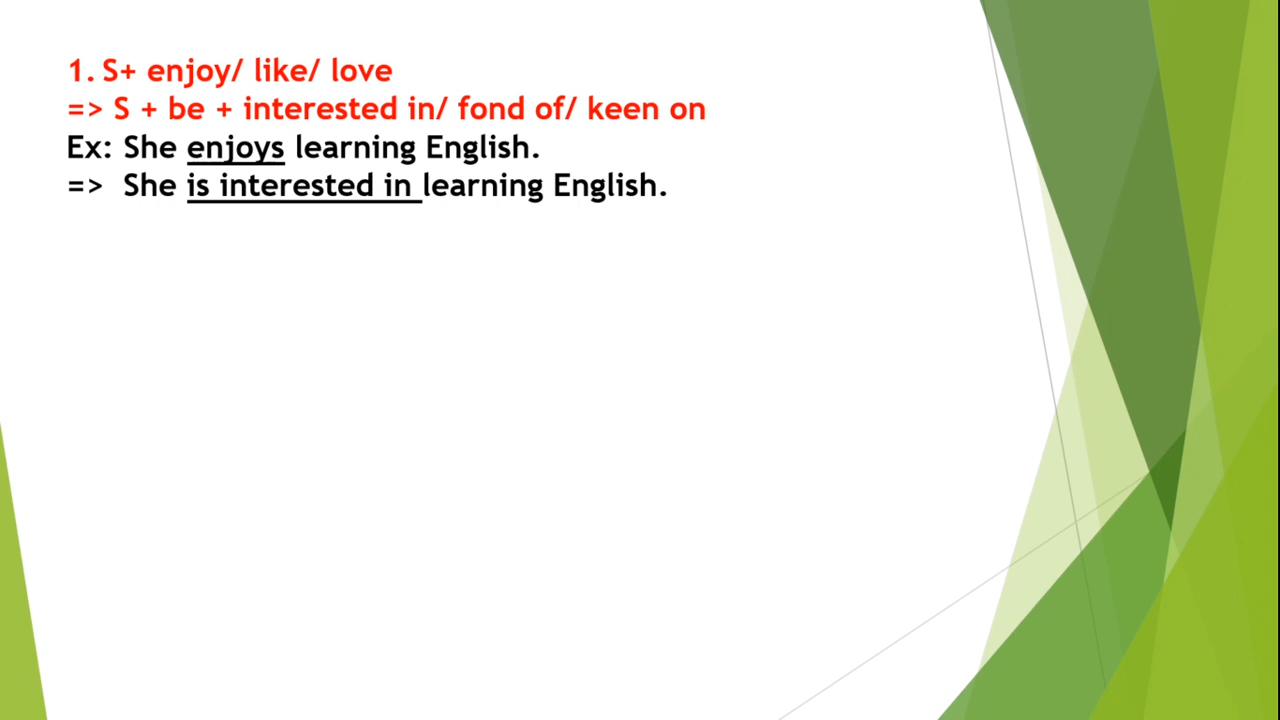 1. S+ enjoy/ like/ love
=> S + be + interested in/ fond of/ keen on
Ex: She enjoys learning English.
=> She is interested in learning English.